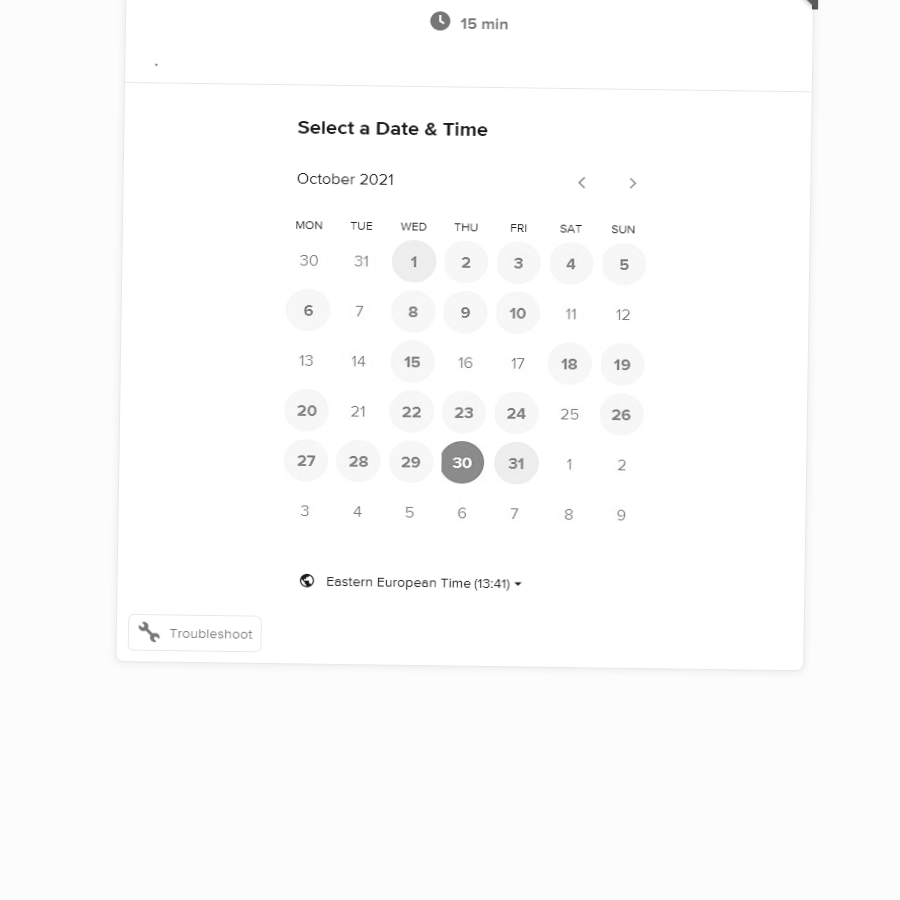 15 min
.
Select a Date & Time
October 2021
MON TUE WED THU FRI SAT SUN
30 31 1 2 3 4 5
6 7 8 9 10 11 12
13 14 15 16 17 18 19
20 21 22 23 24 25 26
27 28 29 30 31 1 2
3 4 5 6 7 8 9
Eastern European Time (13:41)
Troubleshoot